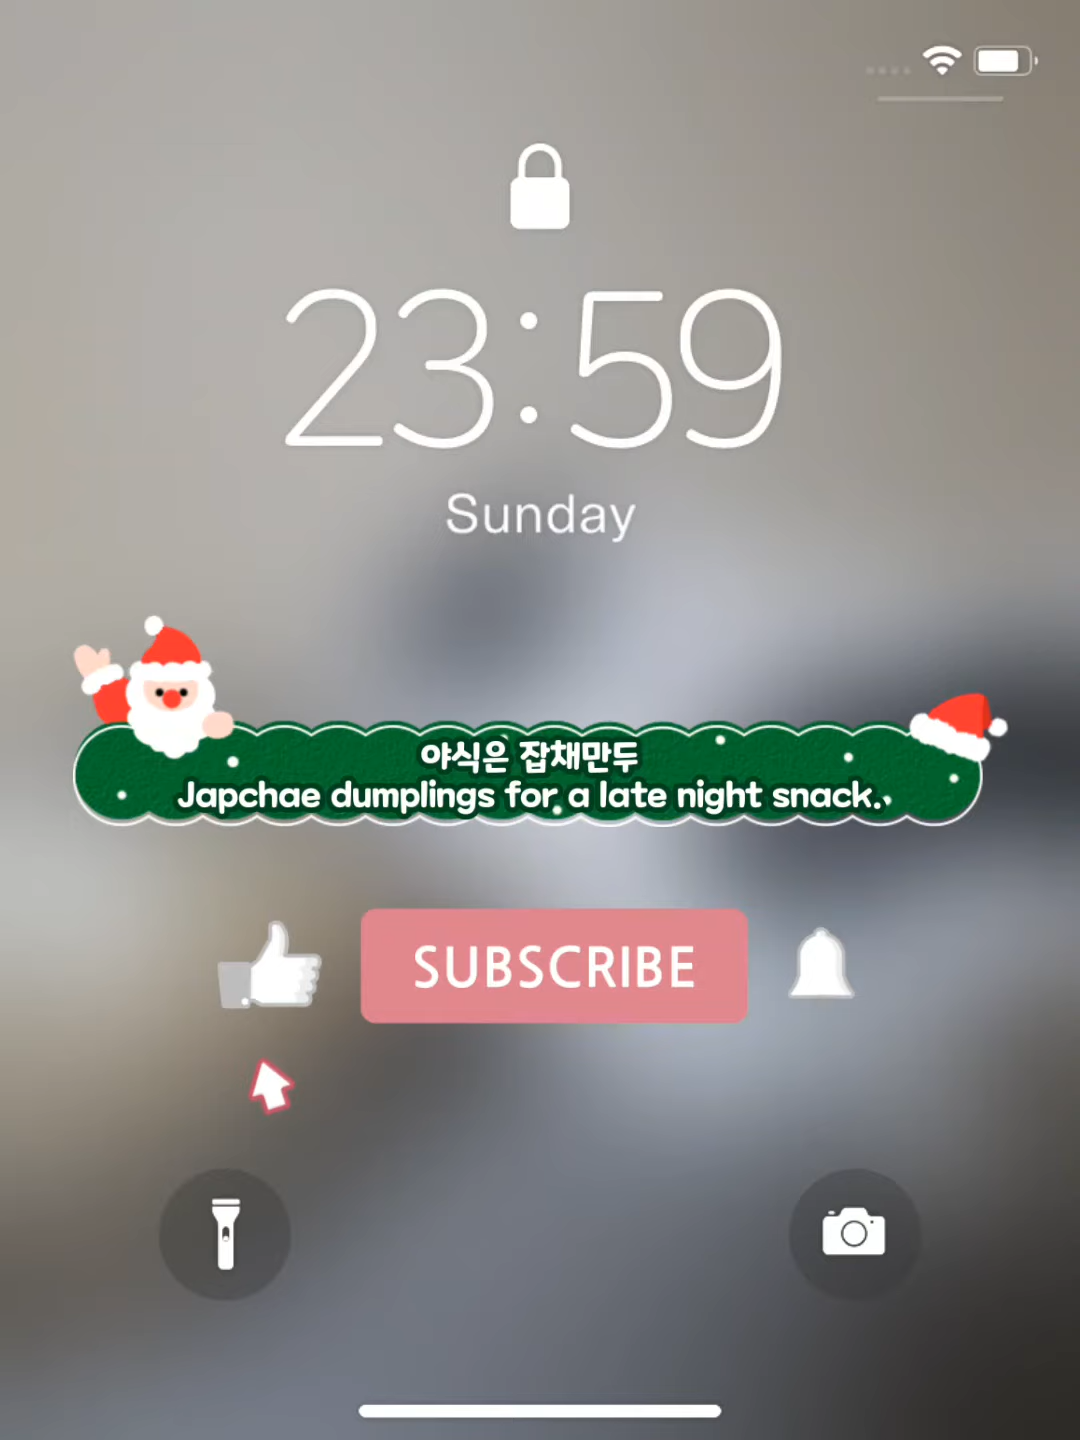 23:59
Sunday
야식은 잡채만두
Japchae dumplings for a late night snack.
SUBSCRIBE